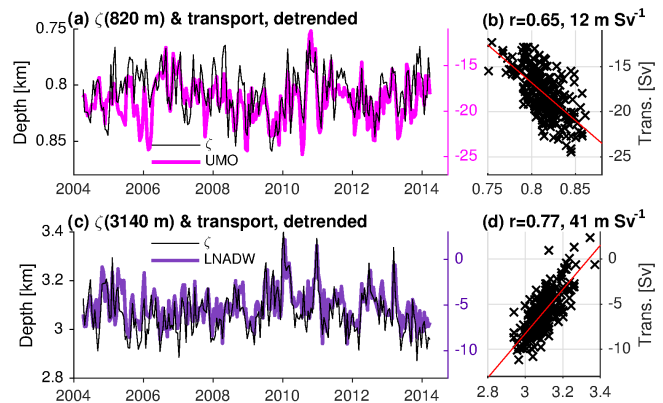 (a) ζ(820 m) & transport, detrended
0.75
0.8
0.85
Depth [km]
-15
-20
-25
ζ
UMO
2004 2006 2008 2010 2012 2014
(b) r=0.65, 12 m Sv⁻¹
-15
-20
-25
Trans. [Sv]
0.75 0.8 0.85
(c) ζ(3140 m) & transport, detrended
3.4
3.2
3
2.8
Depth [km]
0
-5
-10
ζ
LNADW
2004 2006 2008 2010 2012 2014
(d) r=0.77, 41 m Sv⁻¹
0
-5
-10
Trans. [Sv]
2.8 3 3.2 3.4